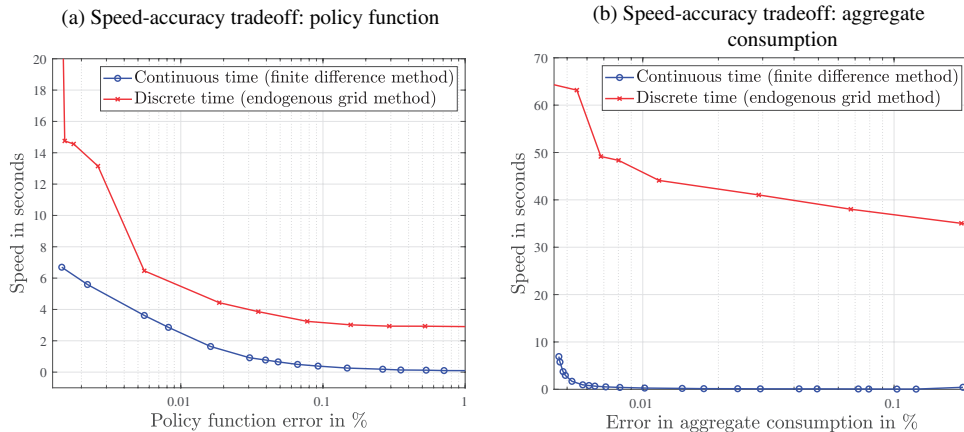 (a) Speed-accuracy tradeoff: policy function
20
18
16
14
12
10
8
6
4
2
0
Speed in seconds
Continuous time (finite difference method)
Discrete time (endogenous grid method)
0.01
0.1
1
Policy function error in %
(b) Speed-accuracy tradeoff: aggregate
consumption
70
60
50
40
30
20
10
0
Speed in seconds
Continuous time (finite difference method)
Discrete time (endogenous grid method)
0.01
0.1
Error in aggregate consumption in %